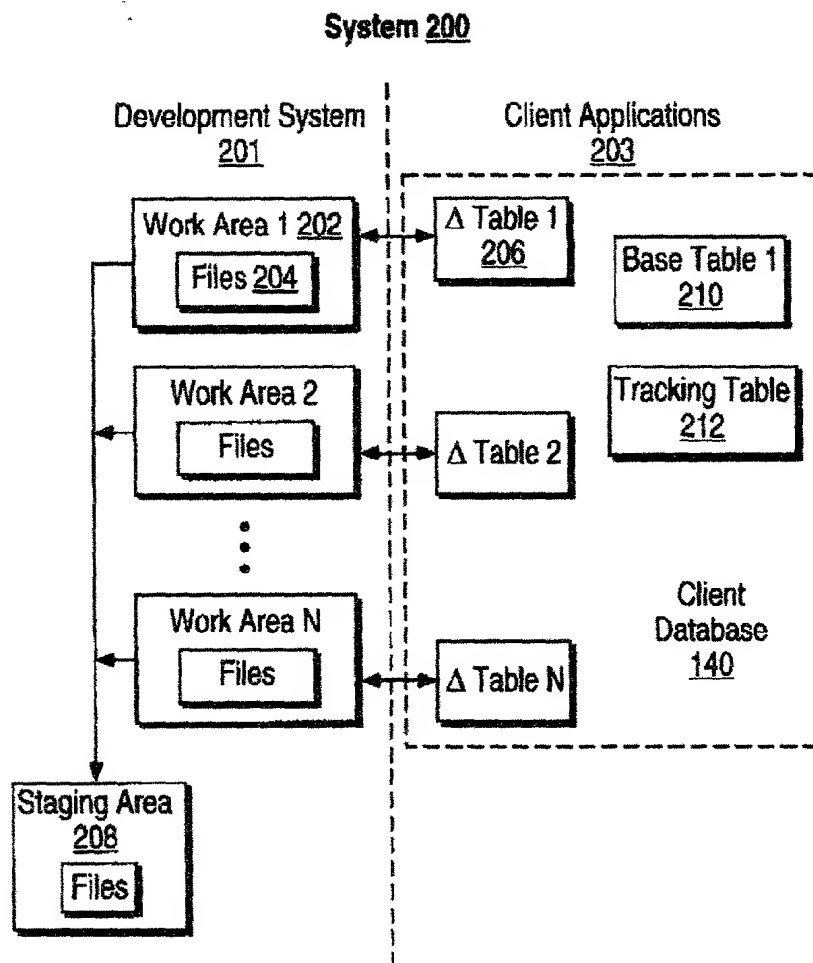 System 200
Development System
201
Client Applications
203
Work Area 1 202
Files 204
Δ Table 1
206
Base Table 1
210
Work Area 2
Files
Δ Table 2
Tracking Table
212
Work Area N
Files
Δ Table N
Client
Database
140
Staging Area
208
Files